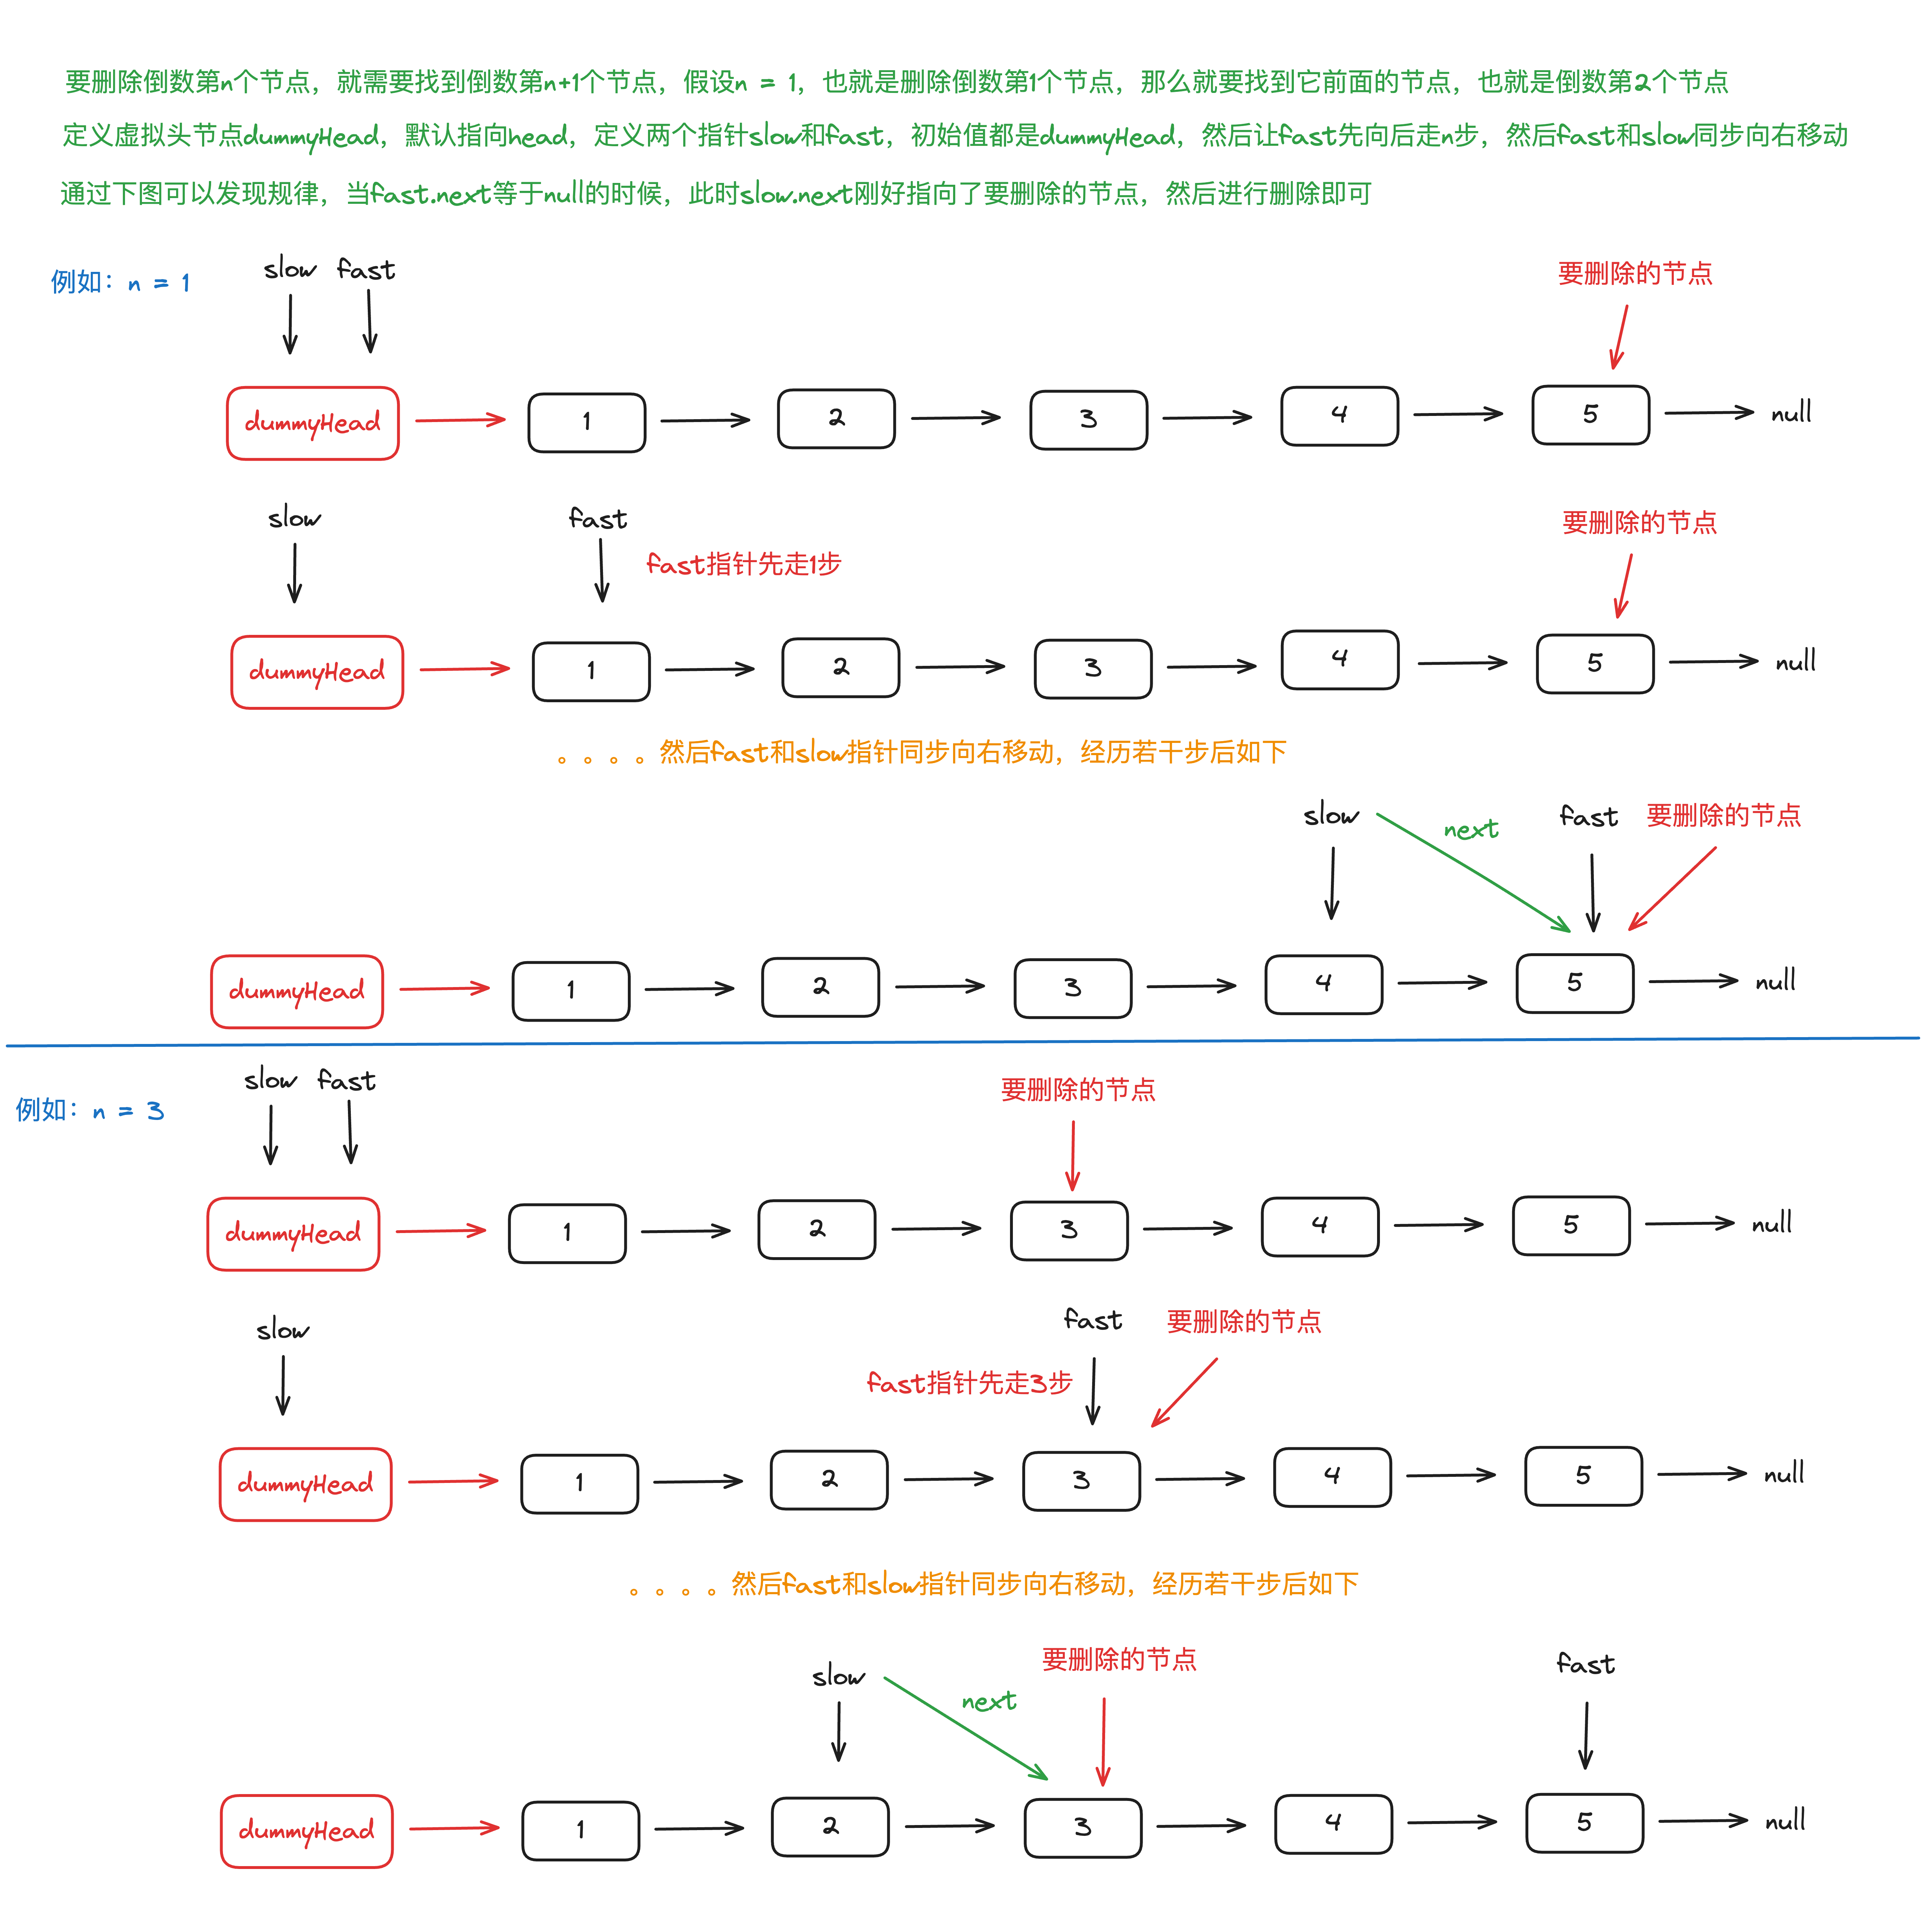 要删除倒数第n个节点，就需要找到倒数第n+1个节点，假设n = 1，也就是删除倒数第1个节点，那么就要找到它前面的节点，也就是倒数第2个节点
定义虚拟头节点dummyHead，默认指向head，定义两个指针slow和fast，初始值都是dummyHead，然后让fast先向后走n步，然后fast和slow同步向右移动
通过下图可以发现规律，当fast.next等于null的时候，此时slow.next刚好指向了要删除的节点，然后进行删除即可
例如：n = 1 slow fast 要删除的节点
dummyHead 1 2 3 4 5 null
slow fast 要删除的节点
fast指针先走1步
dummyHead 1 2 3 4 5 null
。。。。然后fast和slow指针同步向右移动，经历若干步后如下
slow next fast 要删除的节点
dummyHead 1 2 3 4 5 null
例如：n = 3 slow fast 要删除的节点
dummyHead 1 2 3 4 5 null
slow fast 要删除的节点
fast指针先走3步
dummyHead 1 2 3 4 5 null
。。。。然后fast和slow指针同步向右移动，经历若干步后如下
slow next 要删除的节点 fast
dummyHead 1 2 3 4 5 null